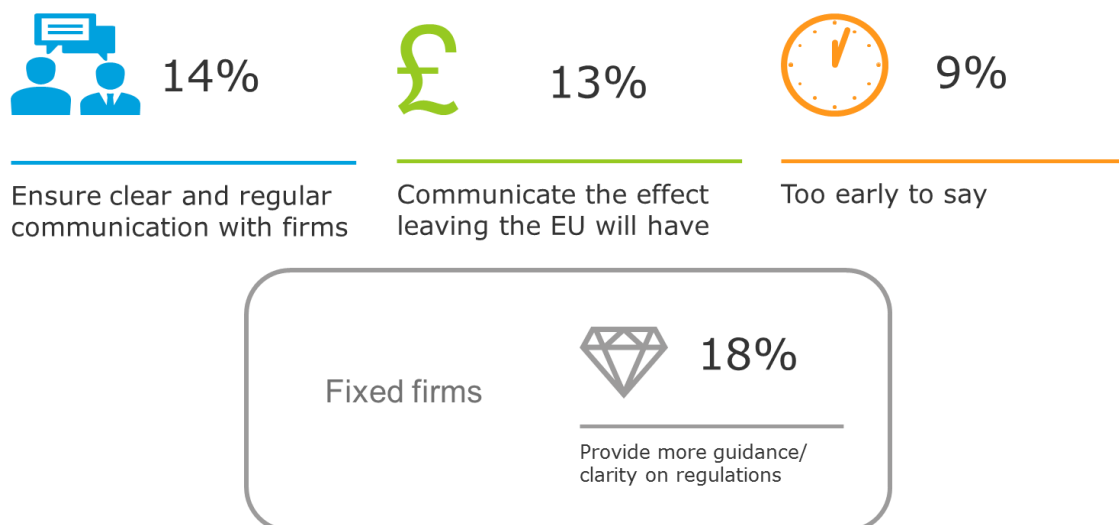 14%
Ensure clear and regular
communication with firms
£
13%
Communicate the effect
leaving the EU will have
9%
Too early to say
Fixed firms
18%
Provide more guidance/
clarity on regulations